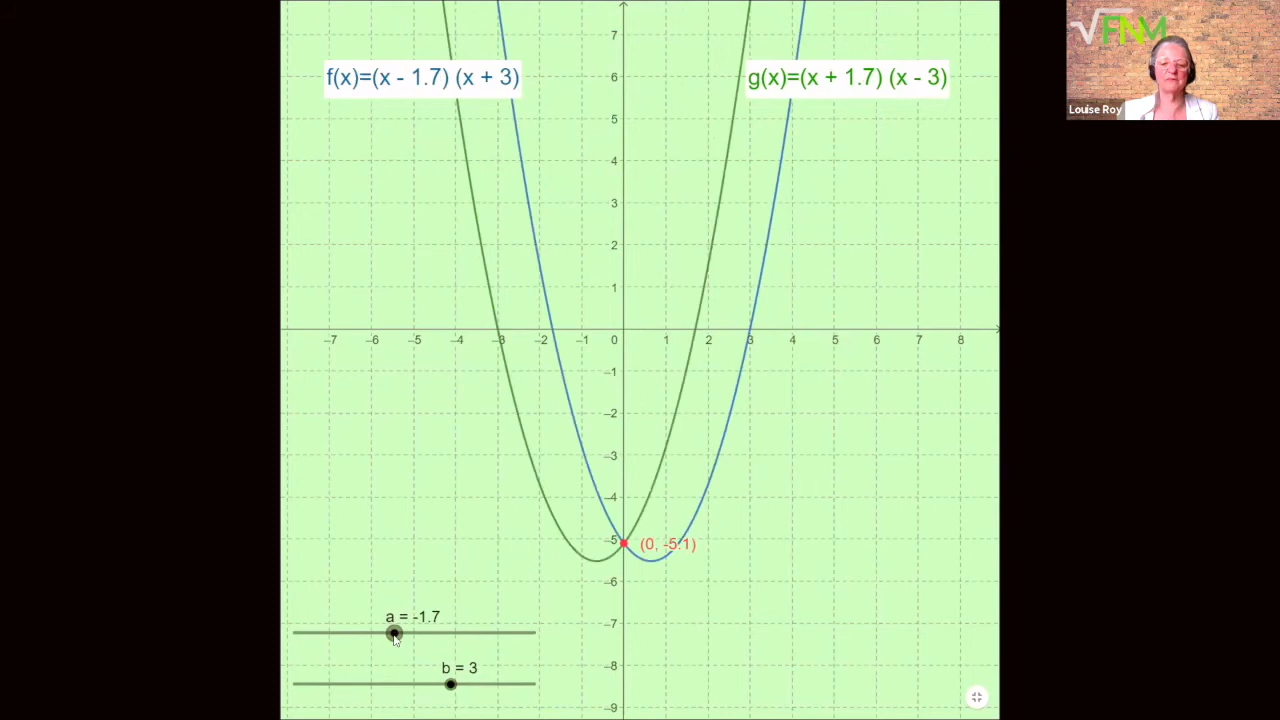 √FNM
Louise Roy
f(x)=(x - 1.7) (x + 3)
g(x)=(x + 1.7) (x - 3)
7
6
5
4
3
2
1
–7 –6 –5 –4 –3 –2 –1 0 1 2 3 4 5 6 7 8
–1
–2
–3
–4
–5
(0, -5.1)
–6
–7
–8
–9
a = -1.7
b = 3